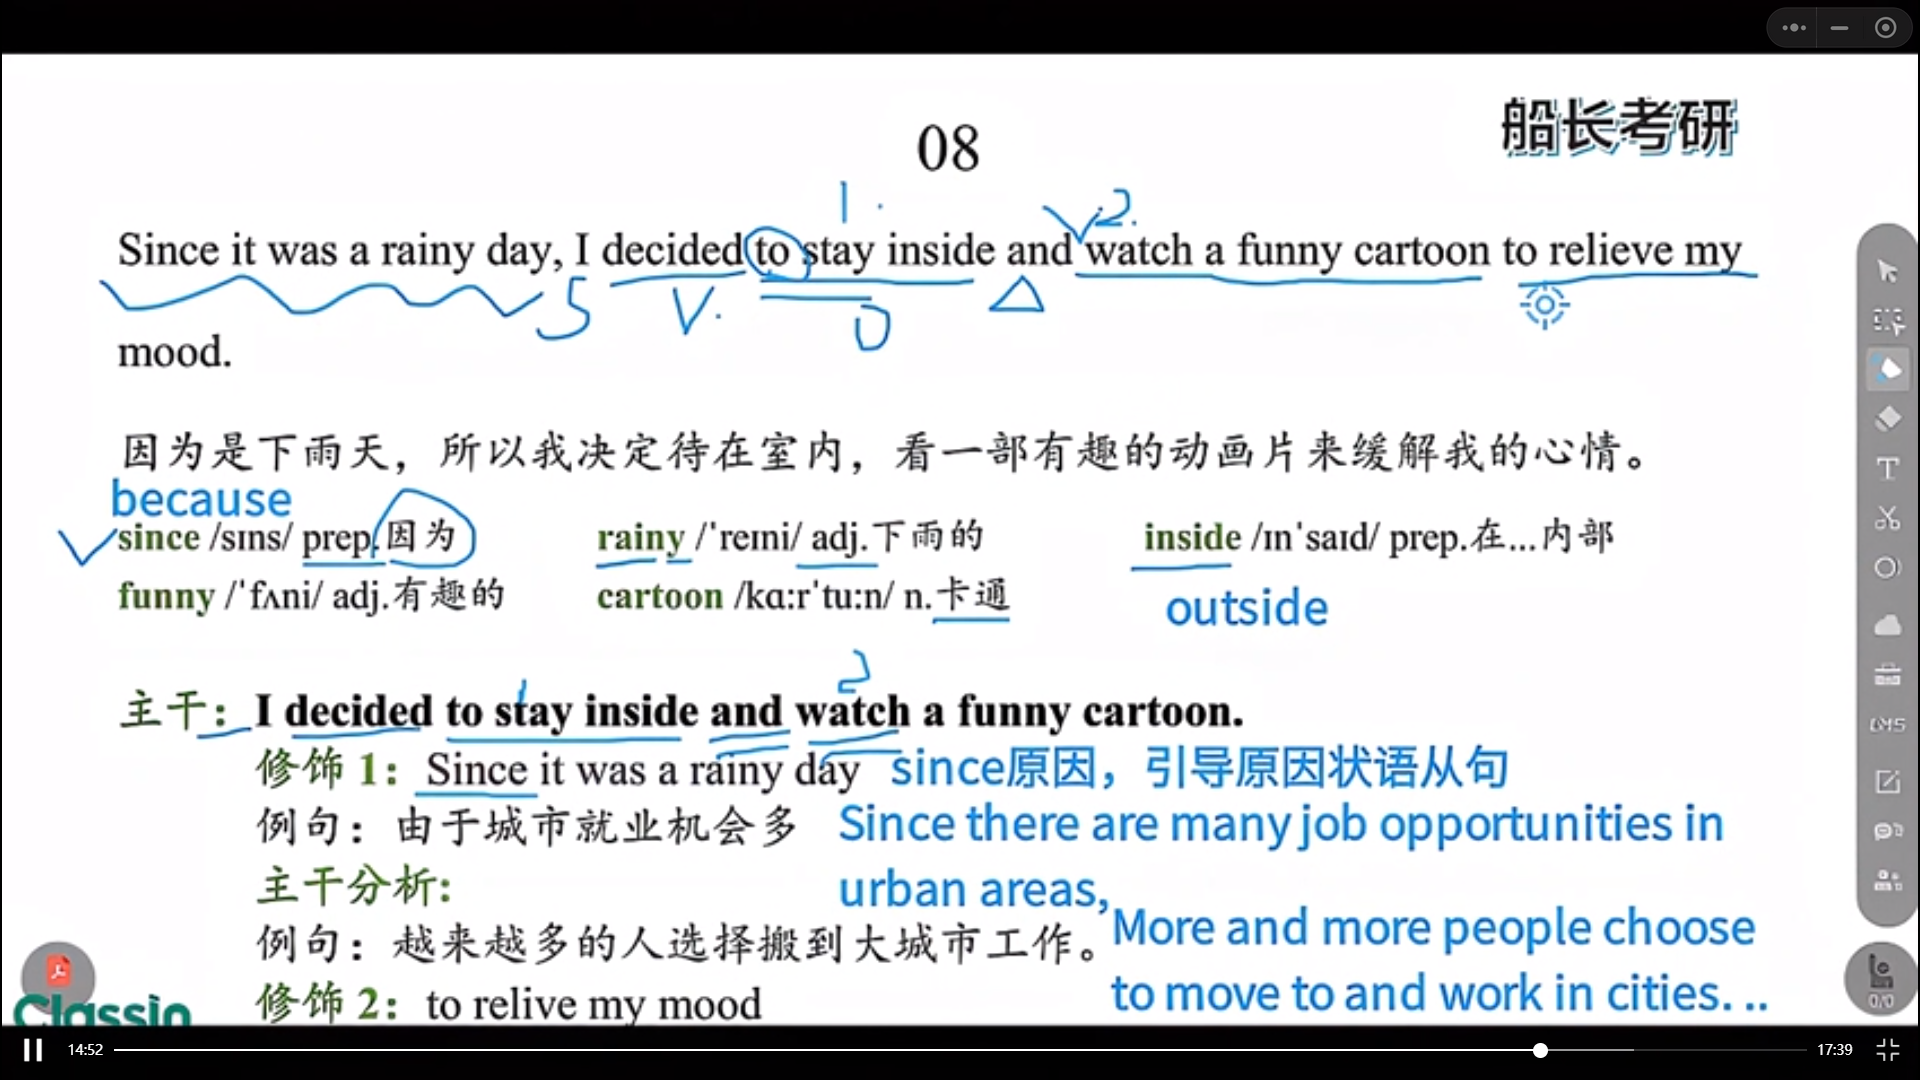 船长考研
08
1. 2.
Since it was a rainy day, I decided to stay inside and watch a funny cartoon to relieve my
S V. O
mood.
因为是下雨天，所以我决定待在室内，看一部有趣的动画片来缓解我的心情。
because
since /sɪns/ prep.因为 rainy /ˈreɪni/ adj.下雨的 inside /ɪnˈsaɪd/ prep.在...内部
funny /ˈfʌni/ adj.有趣的 cartoon /kɑːrˈtuːn/ n.卡通 outside
1 2
主干：I decided to stay inside and watch a funny cartoon.
修饰 1：Since it was a rainy day since原因，引导原因状语从句
例句：由于城市就业机会多 Since there are many job opportunities in
urban areas,
主干分析:
例句：越来越多的人选择搬到大城市工作。 More and more people choose
to move to and work in cities. ..
修饰 2：to relive my mood
Classin
0/0
14:52 17:39